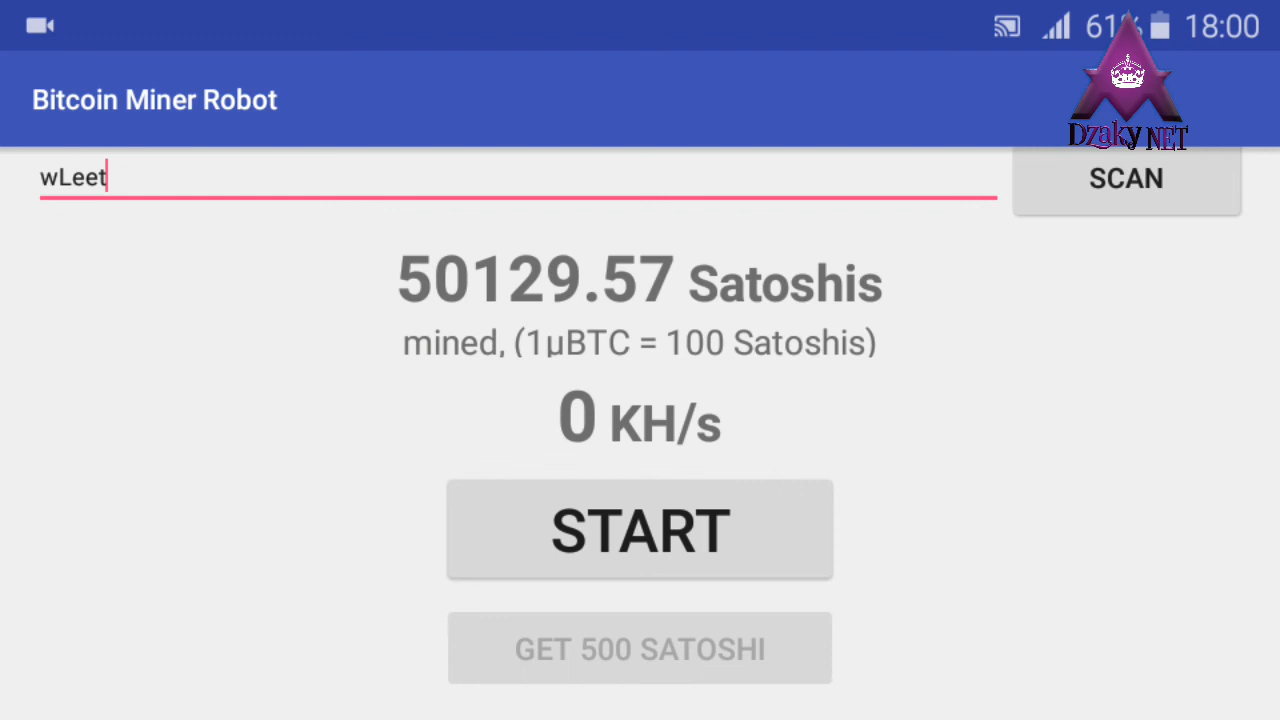 61% 18:00
Bitcoin Miner Robot
Dzaky NET
wLeet
SCAN
50129.57 Satoshis
mined, (1µBTC = 100 Satoshis)
0 KH/s
START
GET 500 SATOSHI